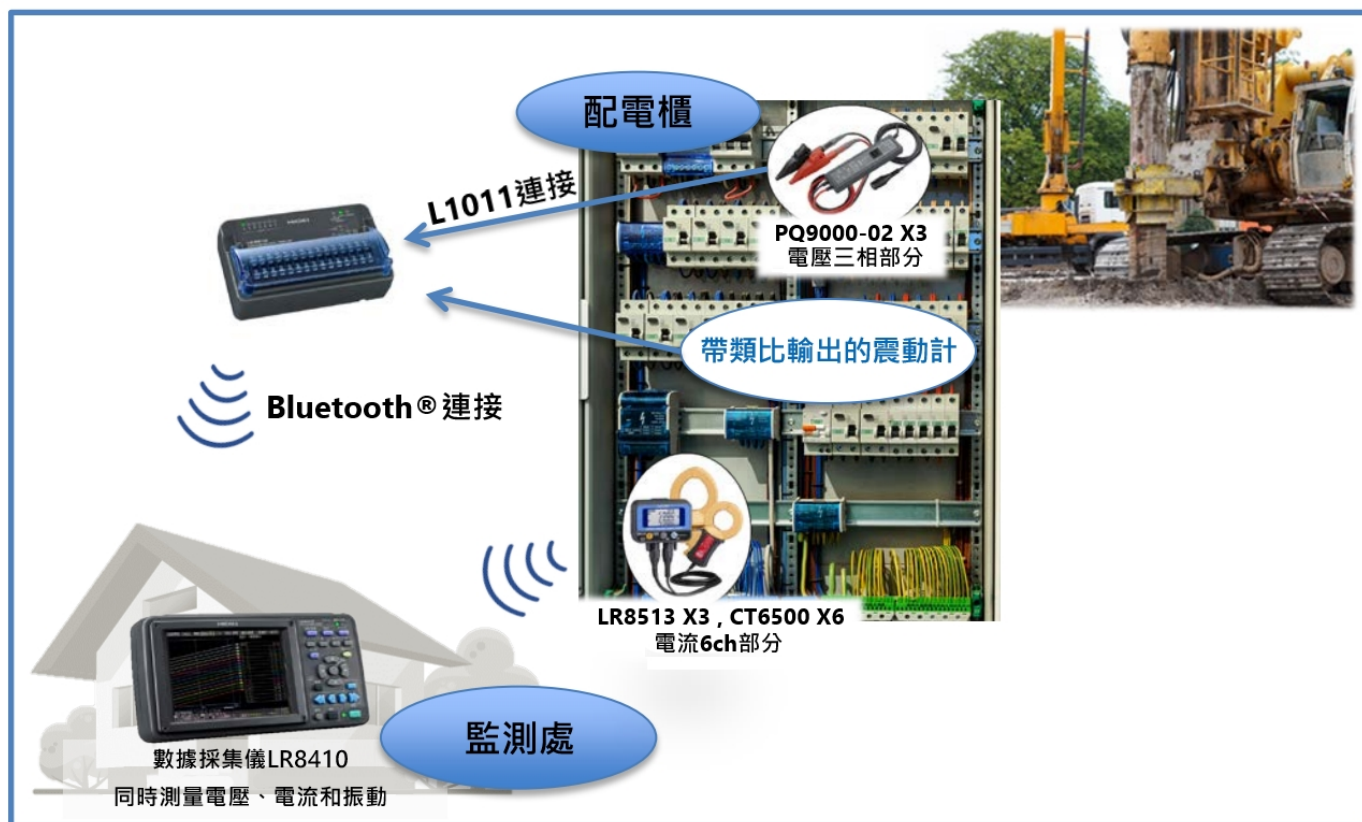 配電櫃
L1011連接
PQ9000-02 X3
電壓三相部分
帶類比輸出的震動計
Bluetooth®連接
LR8513 X3 , CT6500 X6
電流6ch部分
HIOKI
監測處
數據採集儀LR8410
同時測量電壓、電流和振動